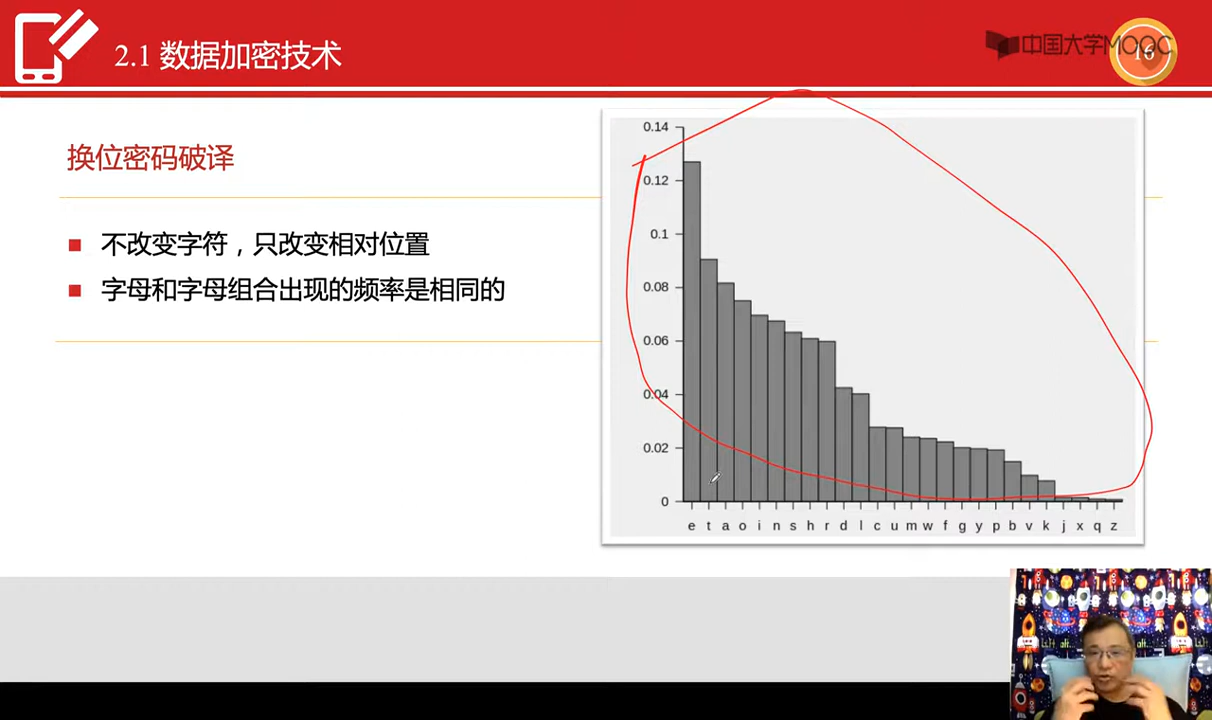 2.1 数据加密技术
中国大学MOOC
16
换位密码破译
不改变字符，只改变相对位置
字母和字母组合出现的频率是相同的
0.14
0.12
0.1
0.08
0.06
0.04
0.02
0
e t a o i n s h r d l c u m w f g y p b v k j x q z